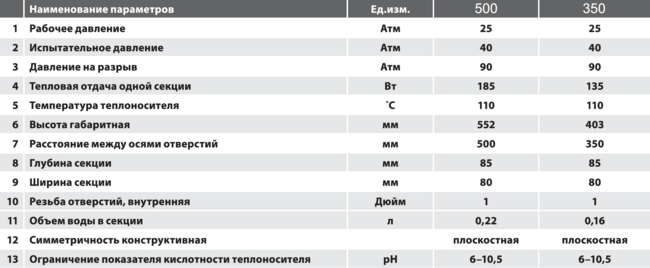 Наименование параметров Ед.изм. 500 350
1 Рабочее давление Атм 25 25
2 Испытательное давление Атм 40 40
3 Давление на разрыв Атм 90 90
4 Тепловая отдача одной секции Вт 185 135
5 Температура теплоносителя °С 110 110
6 Высота габаритная мм 552 403
7 Расстояние между осями отверстий мм 500 350
8 Глубина секции мм 85 85
9 Ширина секции мм 80 80
10 Резьба отверстий, внутренняя Дюйм 1 1
11 Объем воды в секции л 0,22 0,16
12 Симметричность конструктивная плоскостная плоскостная
13 Ограничение показателя кислотности теплоносителя pH 6–10,5 6–10,5